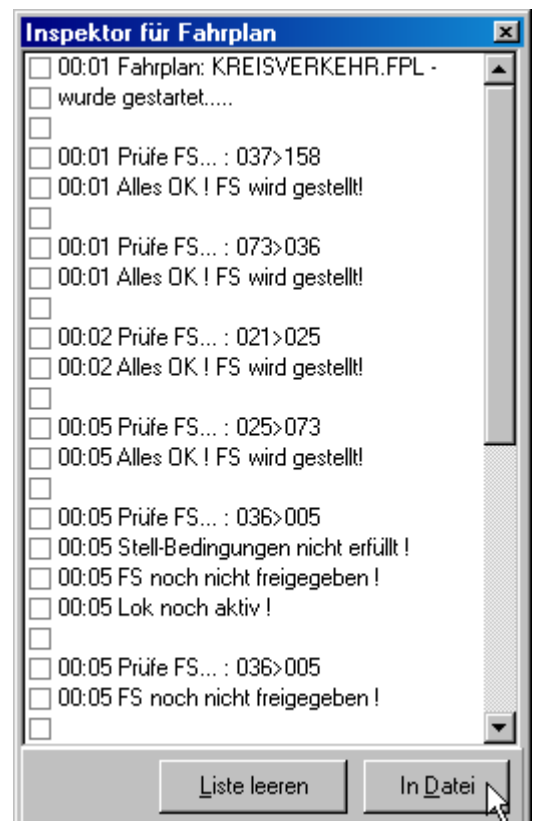 Inspektor für Fahrplan
00:01 Fahrplan: KREISVERKEHR.FPL -
wurde gestartet.....
00:01 Prüfe FS... : 037>158
00:01 Alles OK ! FS wird gestellt!
00:01 Prüfe FS... : 073>036
00:01 Alles OK ! FS wird gestellt!
00:02 Prüfe FS... : 021>025
00:02 Alles OK ! FS wird gestellt!
00:05 Prüfe FS... : 025>073
00:05 Alles OK ! FS wird gestellt!
00:05 Prüfe FS... : 036>005
00:05 Stell-Bedingungen nicht erfüllt !
00:05 FS noch nicht freigegeben !
00:05 Lok noch aktiv !
00:05 Prüfe FS... : 036>005
00:05 FS noch nicht freigegeben !
Liste leeren In Datei